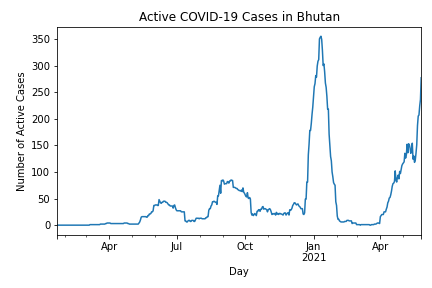 Active COVID-19 Cases in Bhutan
Number of Active Cases
350
300
250
200
150
100
50
0
Apr
Jul
Oct
Jan
2021
Apr
Day